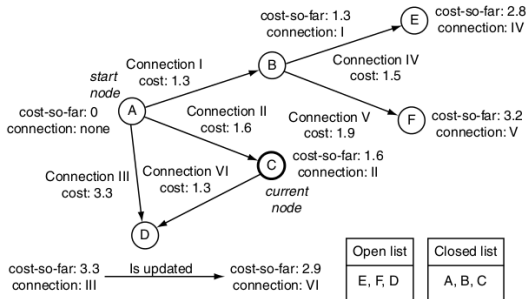 cost-so-far: 1.3
connection: I
E
cost-so-far: 2.8
connection: IV
Connection I
cost: 1.3
B
Connection IV
cost: 1.5
start
node
cost-so-far: 0
connection: none
A
Connection II
cost: 1.6
Connection V
cost: 1.9
F
cost-so-far: 3.2
connection: V
Connection III
cost: 3.3
Connection VI
cost: 1.3
C
cost-so-far: 1.6
connection: II
current
node
D
cost-so-far: 3.3
connection: III
Is updated
cost-so-far: 2.9
connection: VI
Open list
E, F, D
Closed list
A, B, C